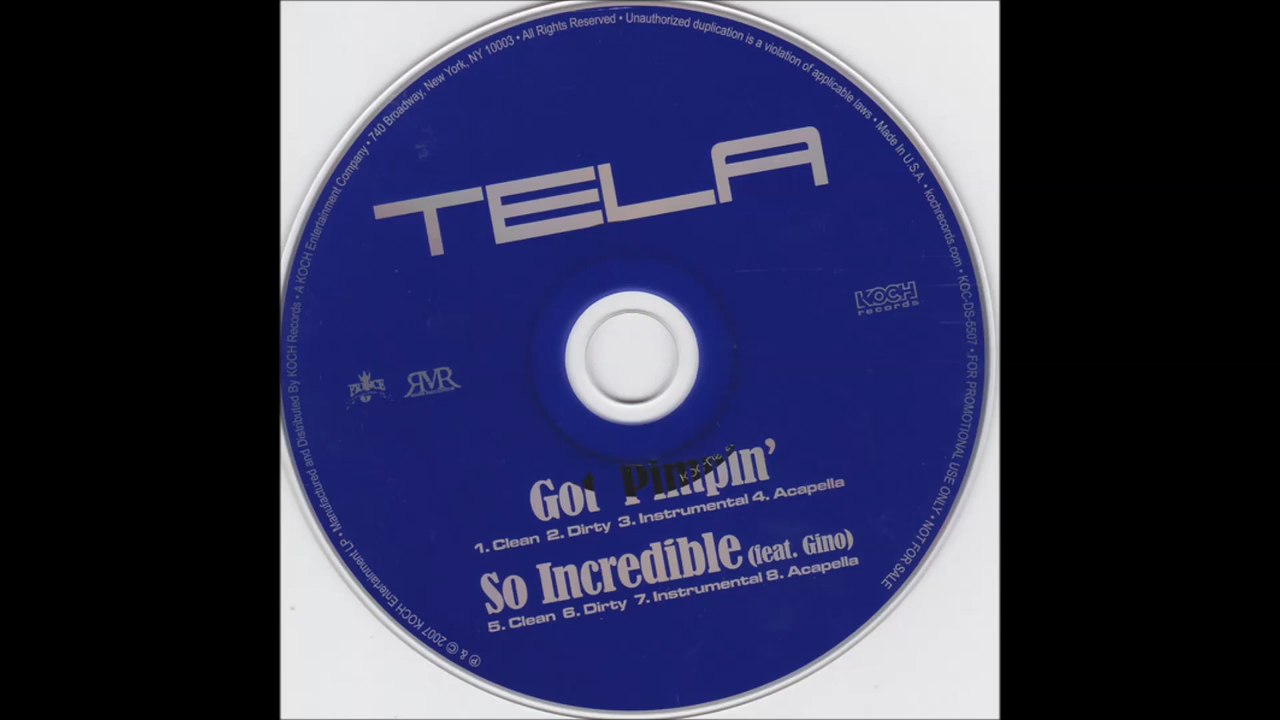 ℗ & © 2007 KOCH Entertainment LP • Manufactured and Distributed By KOCH Records • A KOCH Entertainment Company • 740 Broadway, New York, NY 10003 • All Rights Reserved • Unauthorized duplication is a violation of applicable laws • Made In U.S.A. • kochrecords.com • KOC-DS-5507 • FOR PROMOTIONAL USE ONLY • NOT FOR SALE
TELA
KOCH
records
RMR
Got Pimpin'
1. Clean 2. Dirty 3. Instrumental 4. Acapella
So Incredible (feat. Gino)
5. Clean 6. Dirty 7. Instrumental 8. Acapella